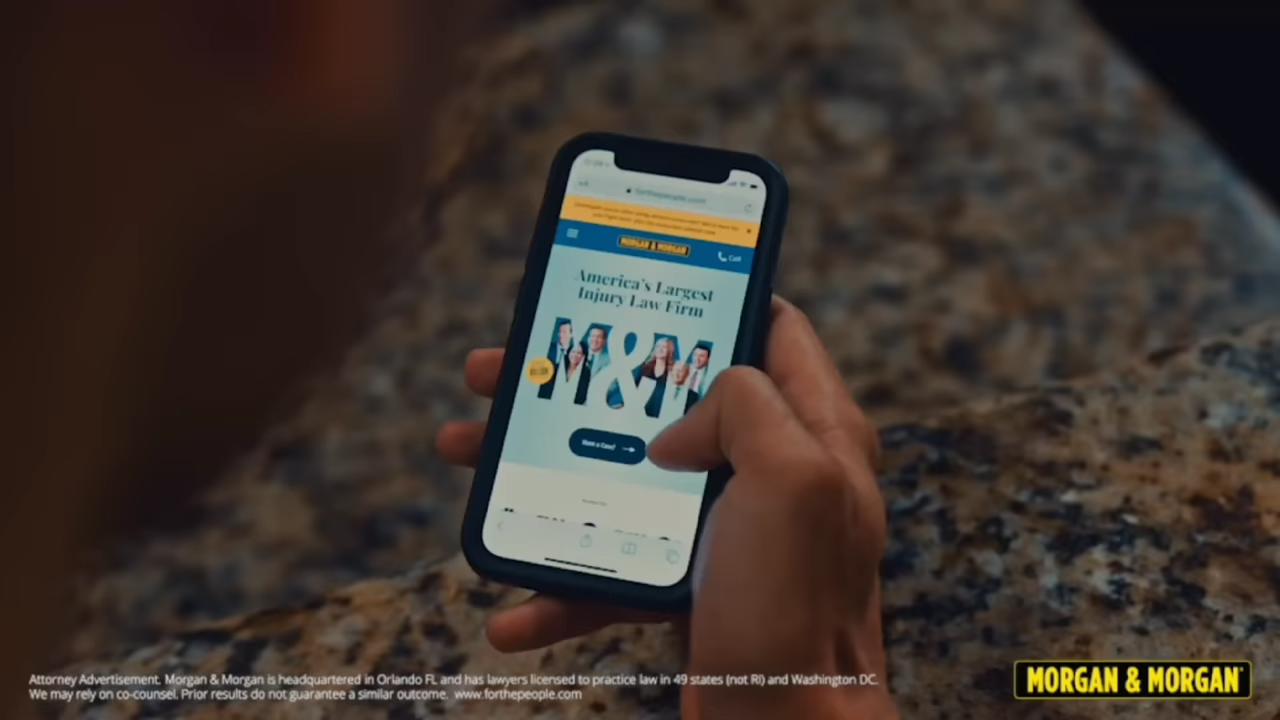 forthepeople.com
MORGAN & MORGAN
Call
America's Largest
Injury Law Firm
M&M
Have a Case?
Attorney Advertisement. Morgan & Morgan is headquartered in Orlando FL and has lawyers licensed to practice law in 49 states (not RI) and Washington DC.
We may rely on co-counsel. Prior results do not guarantee a similar outcome. www.forthepeople.com
MORGAN & MORGAN